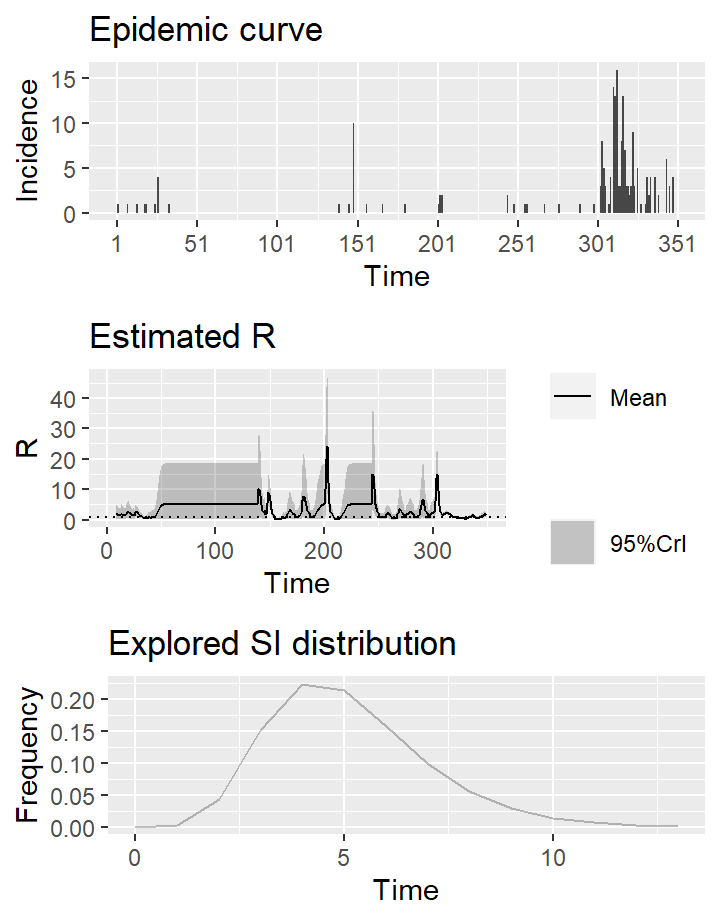 Epidemic curve
Incidence
15
10
5
0
1 51 101 151 201 251 301 351
Time
Estimated R
R
40
30
20
10
0
0 100 200 300
Time
Mean
95%CrI
Explored SI distribution
Frequency
0.20
0.15
0.10
0.05
0.00
0 5 10
Time